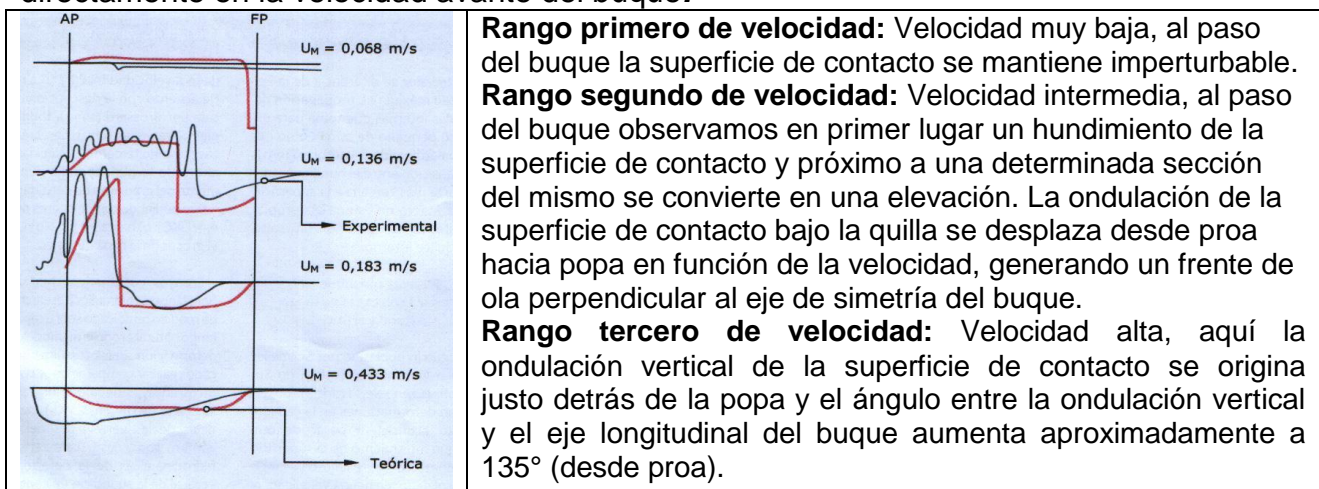 directamente en la velocidad avante del buque.
AP
FP
U_M = 0,068 m/s
U_M = 0,136 m/s
Experimental
U_M = 0,183 m/s
U_M = 0,433 m/s
Teórica
Rango primero de velocidad: Velocidad muy baja, al paso
del buque la superficie de contacto se mantiene imperturbable.
Rango segundo de velocidad: Velocidad intermedia, al paso
del buque observamos en primer lugar un hundimiento de la
superficie de contacto y próximo a una determinada sección
del mismo se convierte en una elevación. La ondulación de la
superficie de contacto bajo la quilla se desplaza desde proa
hacia popa en función de la velocidad, generando un frente de
ola perpendicular al eje de simetría del buque.
Rango tercero de velocidad: Velocidad alta, aquí la
ondulación vertical de la superficie de contacto se origina
justo detrás de la popa y el ángulo entre la ondulación vertical
y el eje longitudinal del buque aumenta aproximadamente a
135° (desde proa).